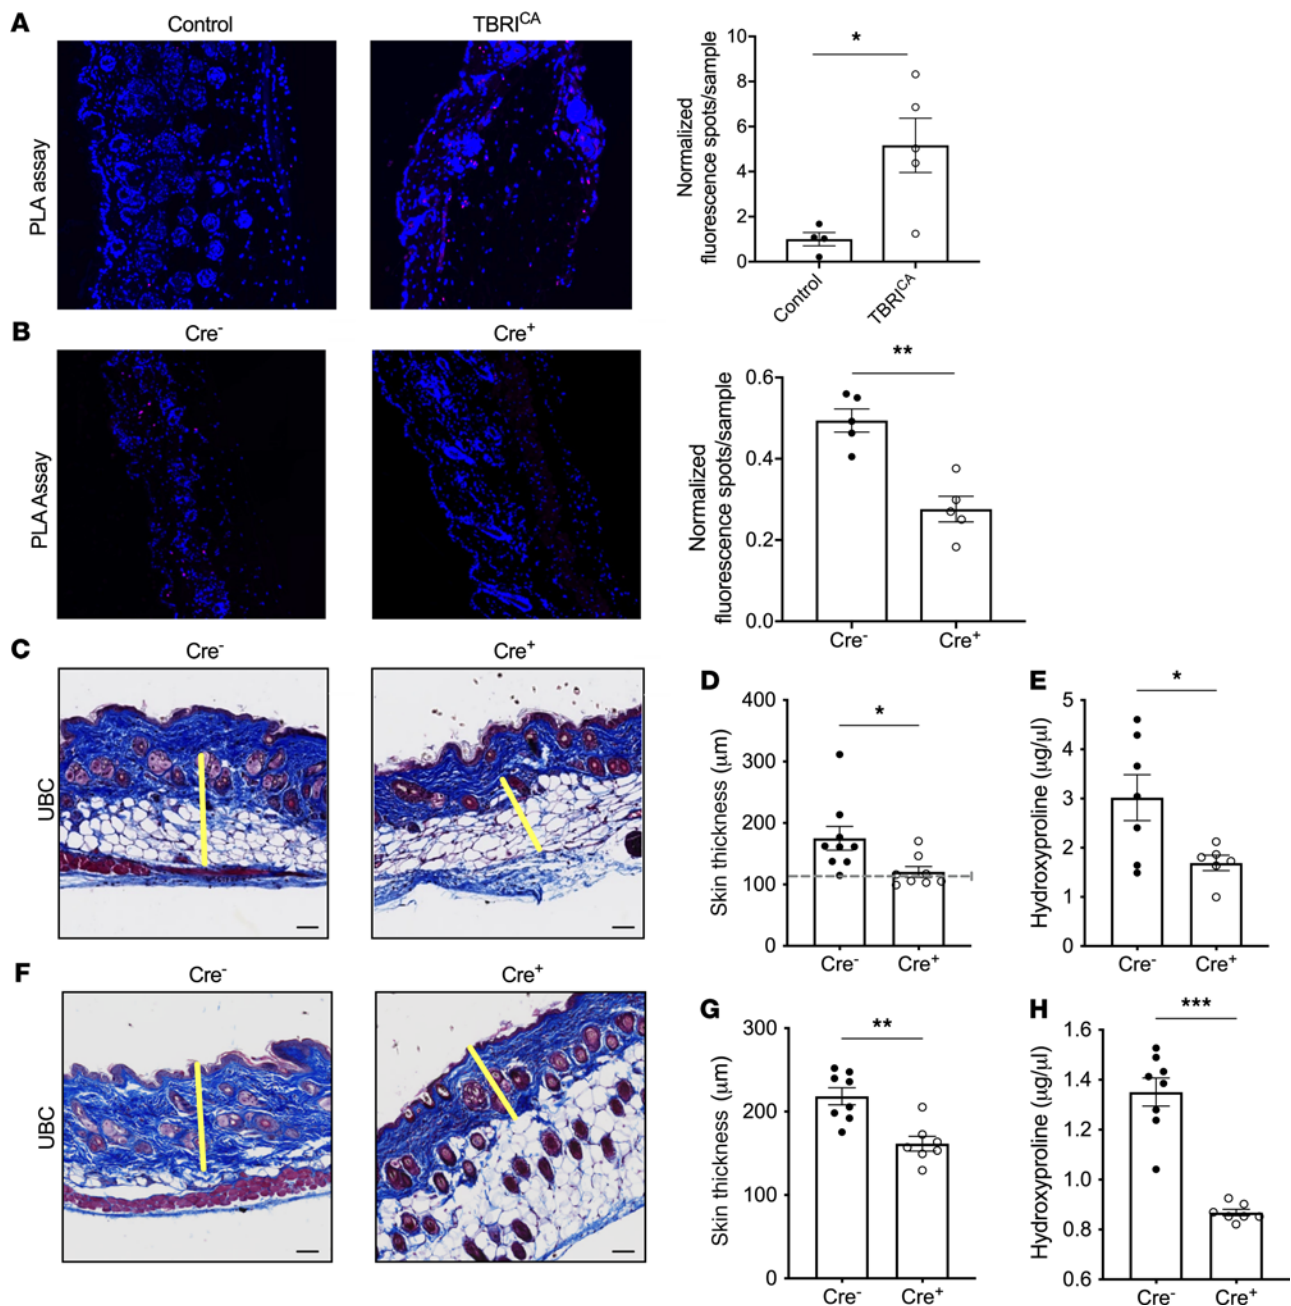 A
Control
TBRI^CA
PLA assay
Normalized
fluorescence spots/sample
10
8
6
4
2
0
*
Control
TBRI^CA
B
Cre^-
Cre^+
PLA Assay
Normalized
fluorescence spots/sample
0.6
0.4
0.2
0.0
**
Cre^-
Cre^+
C
Cre^-
Cre^+
UBC
D
Skin thickness (μm)
400
300
200
100
0
*
Cre^-
Cre^+
E
Hydroxyproline (μg/μl)
5
4
3
2
1
0
*
Cre^-
Cre^+
F
Cre^-
Cre^+
UBC
G
Skin thickness (μm)
300
200
100
0
**
Cre^-
Cre^+
H
Hydroxyproline (μg/μl)
1.6
1.4
1.2
1.0
0.8
0.6
***
Cre^-
Cre^+